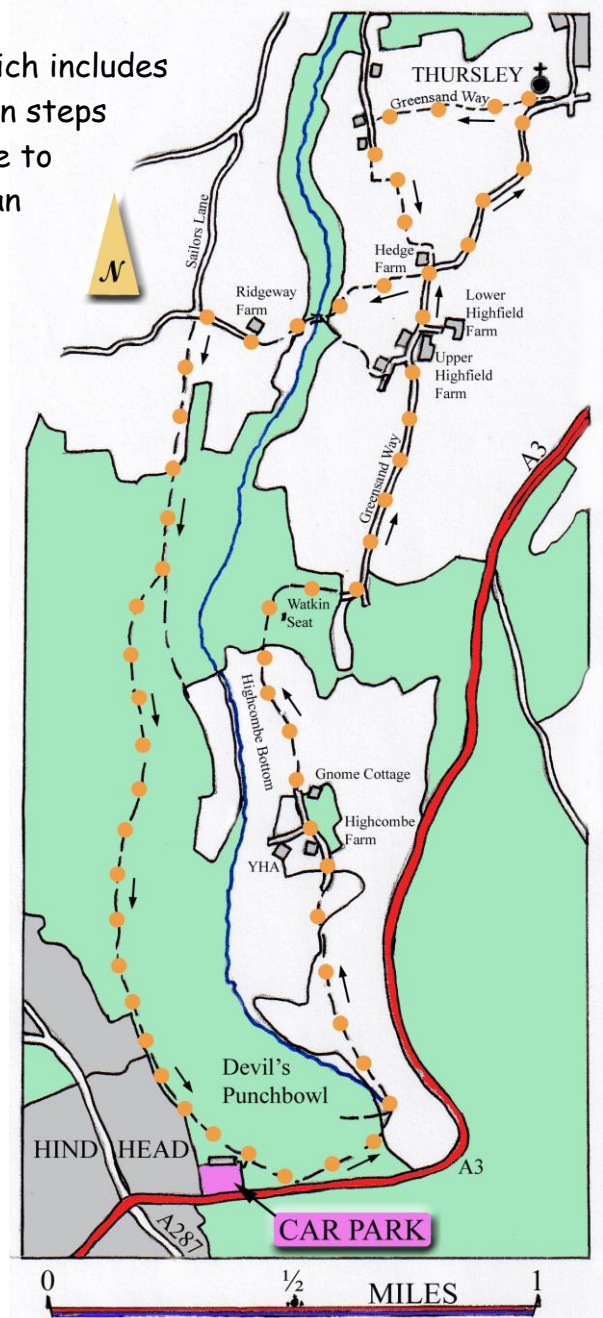 ich includes
n steps
e to
an
THURSLEY
Greensand Way
Sailors Lane
N
Hedge
Farm
Ridgeway
Farm
Lower
Highfield
Farm
Upper
Highfield
Farm
A3
Greensand Way
Watkin
Seat
Highcombe Bottom
Gnome Cottage
Highcombe
Farm
YHA
Devil's
Punchbowl
HIND HEAD
A3
A287
CAR PARK
0 ½ MILES 1